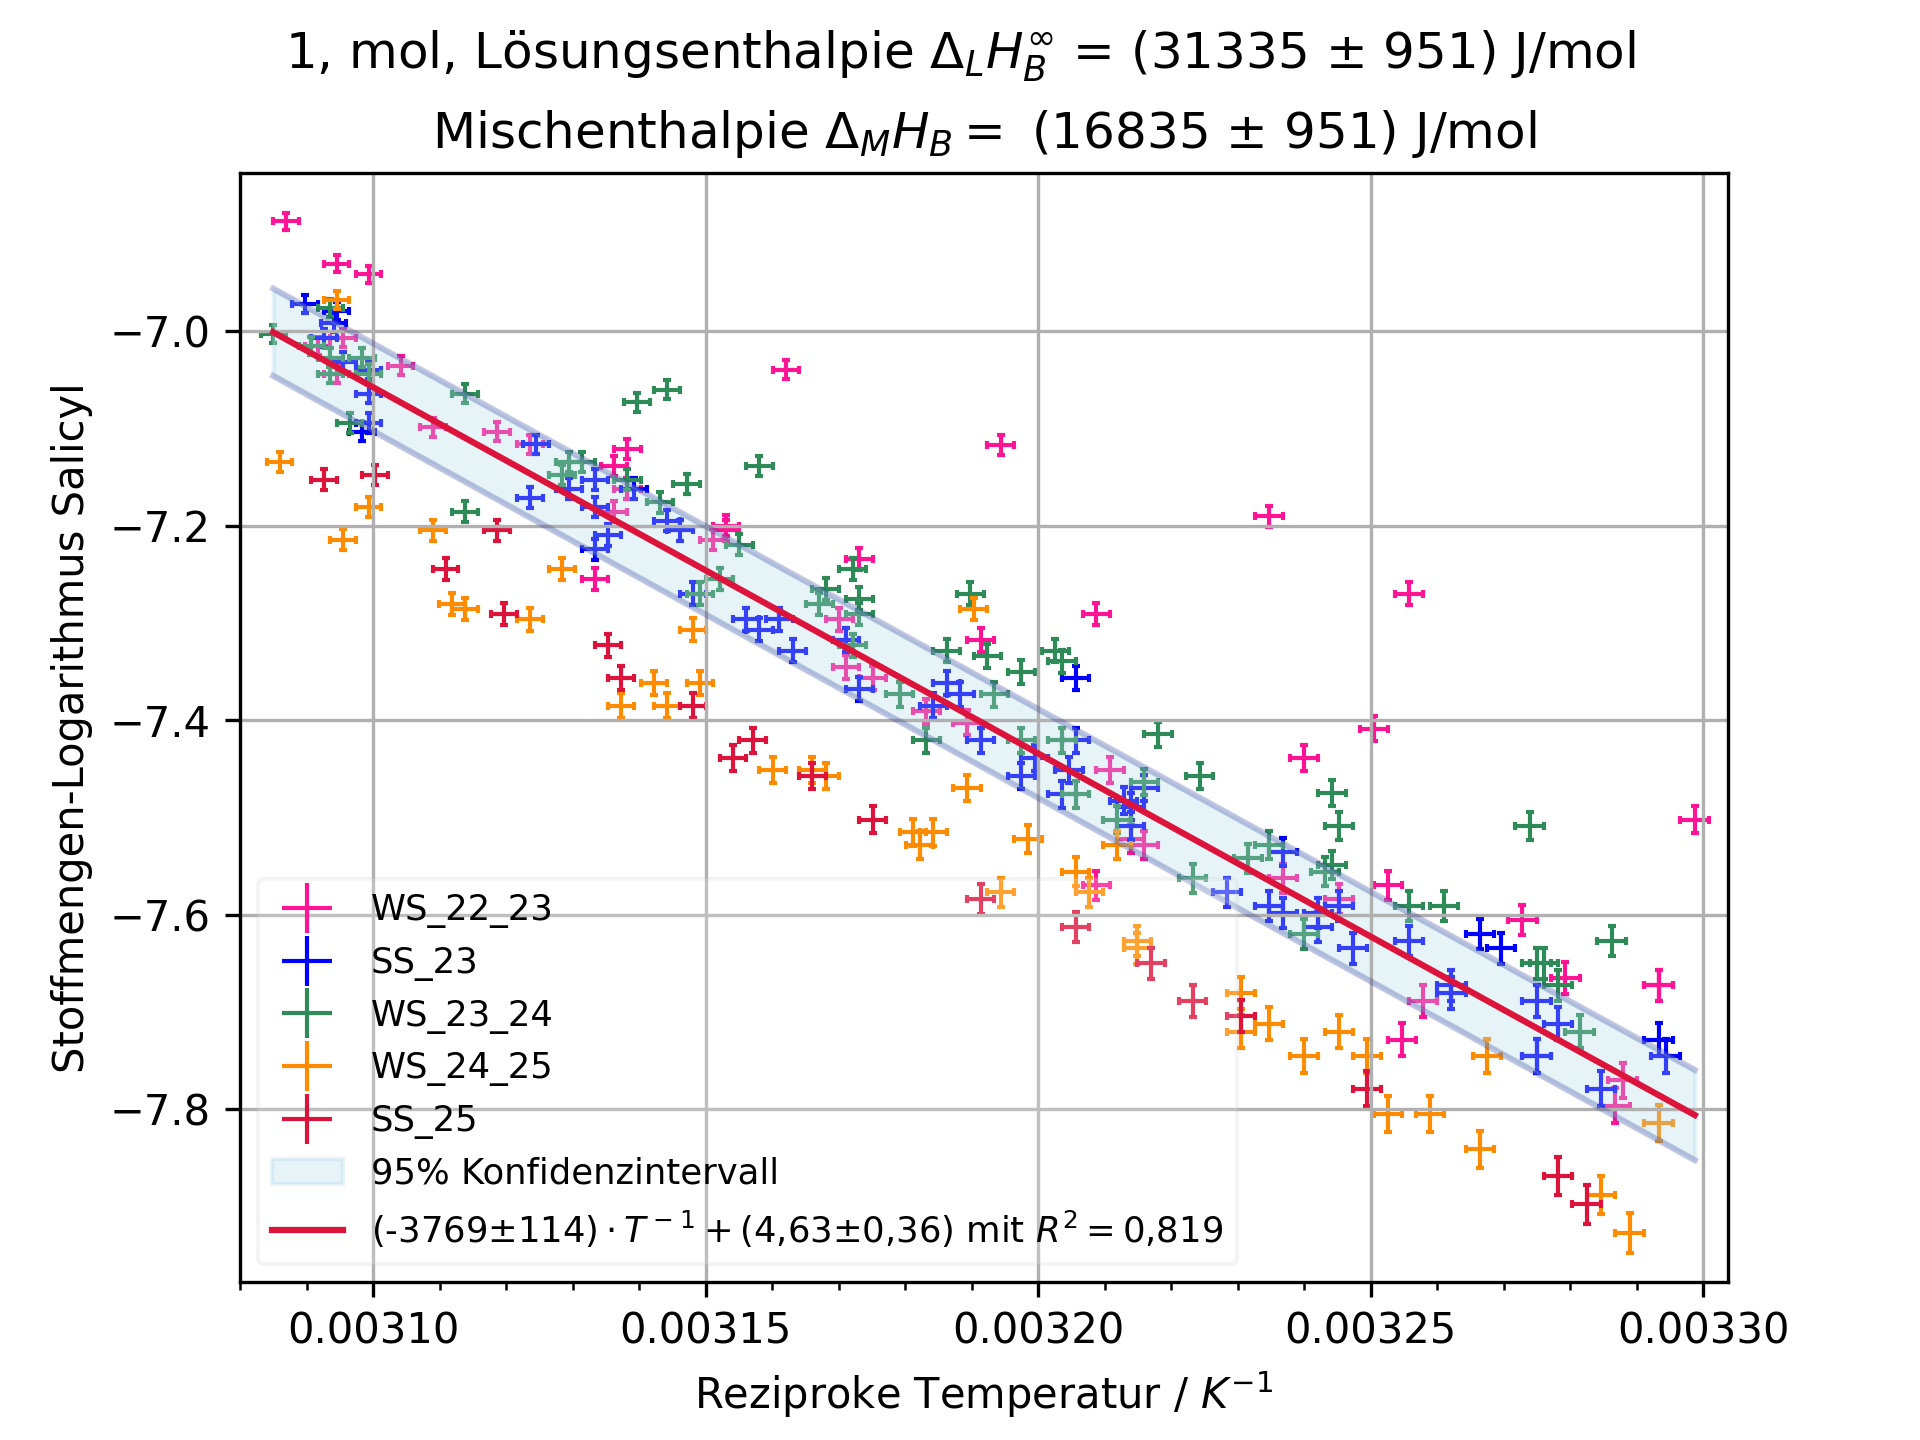 1, mol, Lösungsenthalpie Δ_L H_B^∞ = (31335 ± 951) J/mol
Mischenthalpie Δ_M H_B = (16835 ± 951) J/mol
Stoffmengen-Logarithmus Salicyl
−7.0
−7.2
−7.4
−7.6
−7.8
WS_22_23
SS_23
WS_23_24
WS_24_25
SS_25
95% Konfidenzintervall
(-3769±114) · T⁻¹ + (4,63±0,36) mit R² = 0,819
0.00310 0.00315 0.00320 0.00325 0.00330
Reziproke Temperatur / K⁻¹